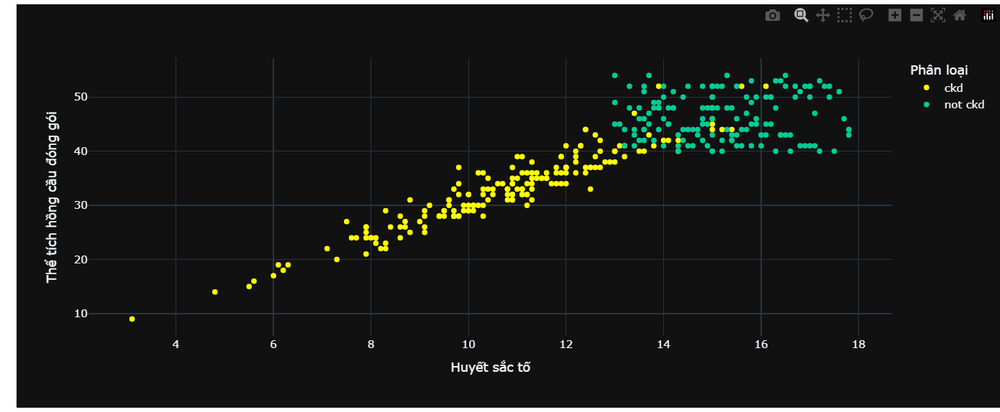 Phân loại
ckd
not ckd
50
40
30
20
10
Thể tích hồng cầu đóng gói
4 6 8 10 12 14 16 18
Huyết sắc tố